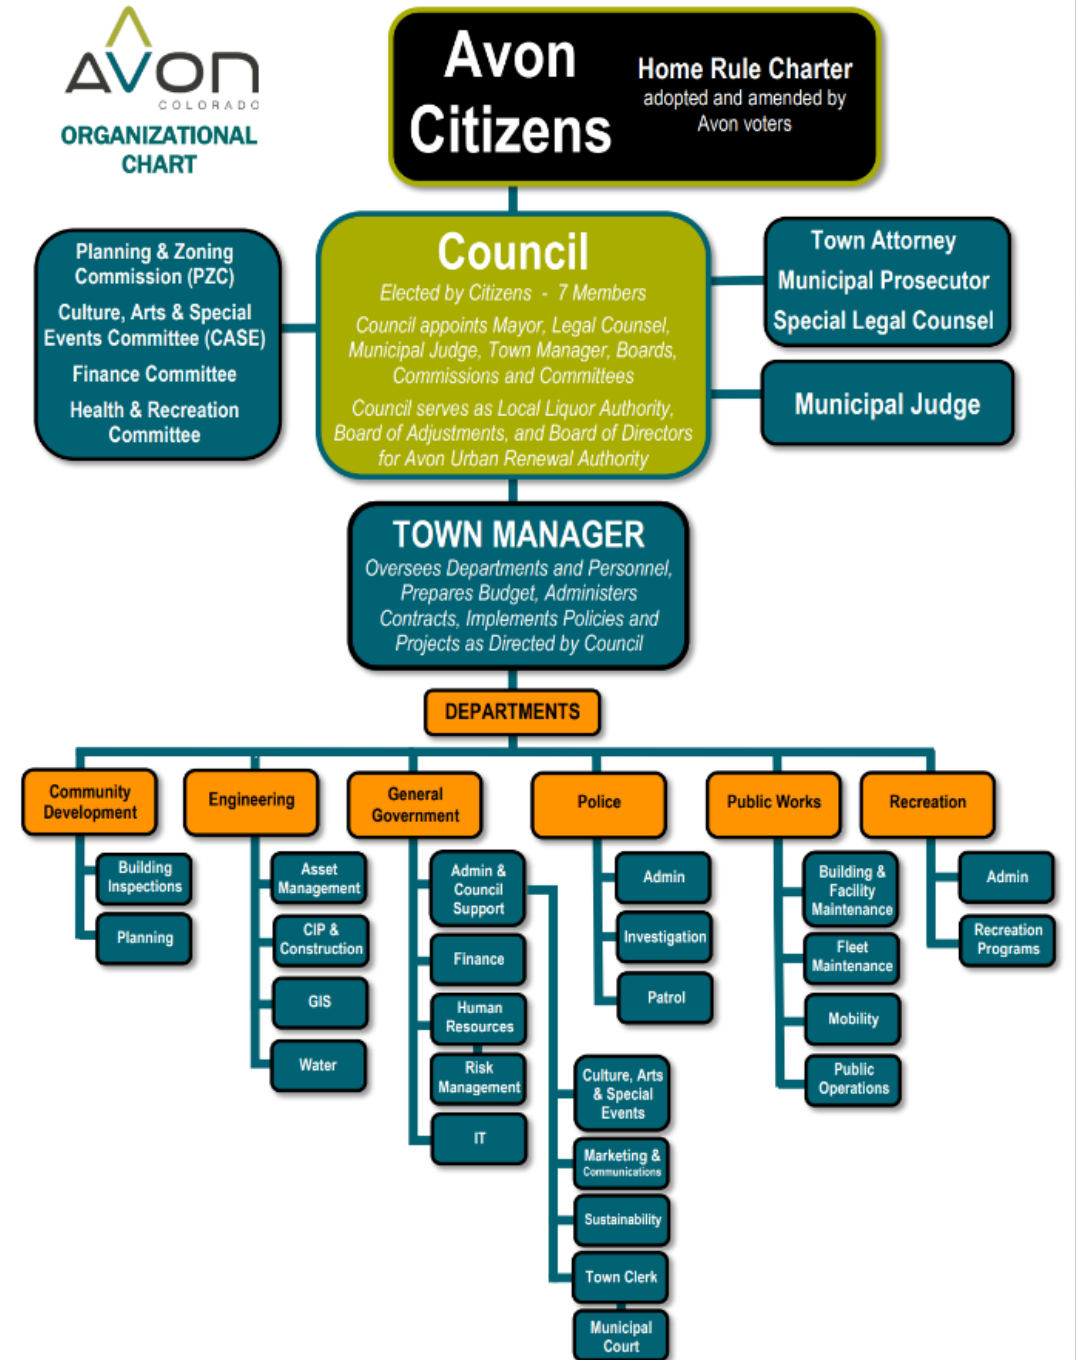 AVON
COLORADO
ORGANIZATIONAL
CHART
Avon
Citizens
Home Rule Charter
adopted and amended by
Avon voters
Planning & Zoning
Commission (PZC)
Culture, Arts & Special
Events Committee (CASE)
Finance Committee
Health & Recreation
Committee
Council
Elected by Citizens - 7 Members
Council appoints Mayor, Legal Counsel,
Municipal Judge, Town Manager, Boards,
Commissions and Committees
Council serves as Local Liquor Authority,
Board of Adjustments, and Board of Directors
for Avon Urban Renewal Authority
Town Attorney
Municipal Prosecutor
Special Legal Counsel
Municipal Judge
TOWN MANAGER
Oversees Departments and Personnel,
Prepares Budget, Administers
Contracts, Implements Policies and
Projects as Directed by Council
DEPARTMENTS
Community
Development
Building
Inspections
Planning
Engineering
Asset
Management
CIP &
Construction
GIS
Water
General
Government
Admin &
Council
Support
Finance
Human
Resources
Risk
Management
IT
Culture, Arts
& Special
Events
Marketing &
Communications
Sustainability
Town Clerk
Municipal
Court
Police
Admin
Investigation
Patrol
Public Works
Building &
Facility
Maintenance
Fleet
Maintenance
Mobility
Public
Operations
Recreation
Admin
Recreation
Programs